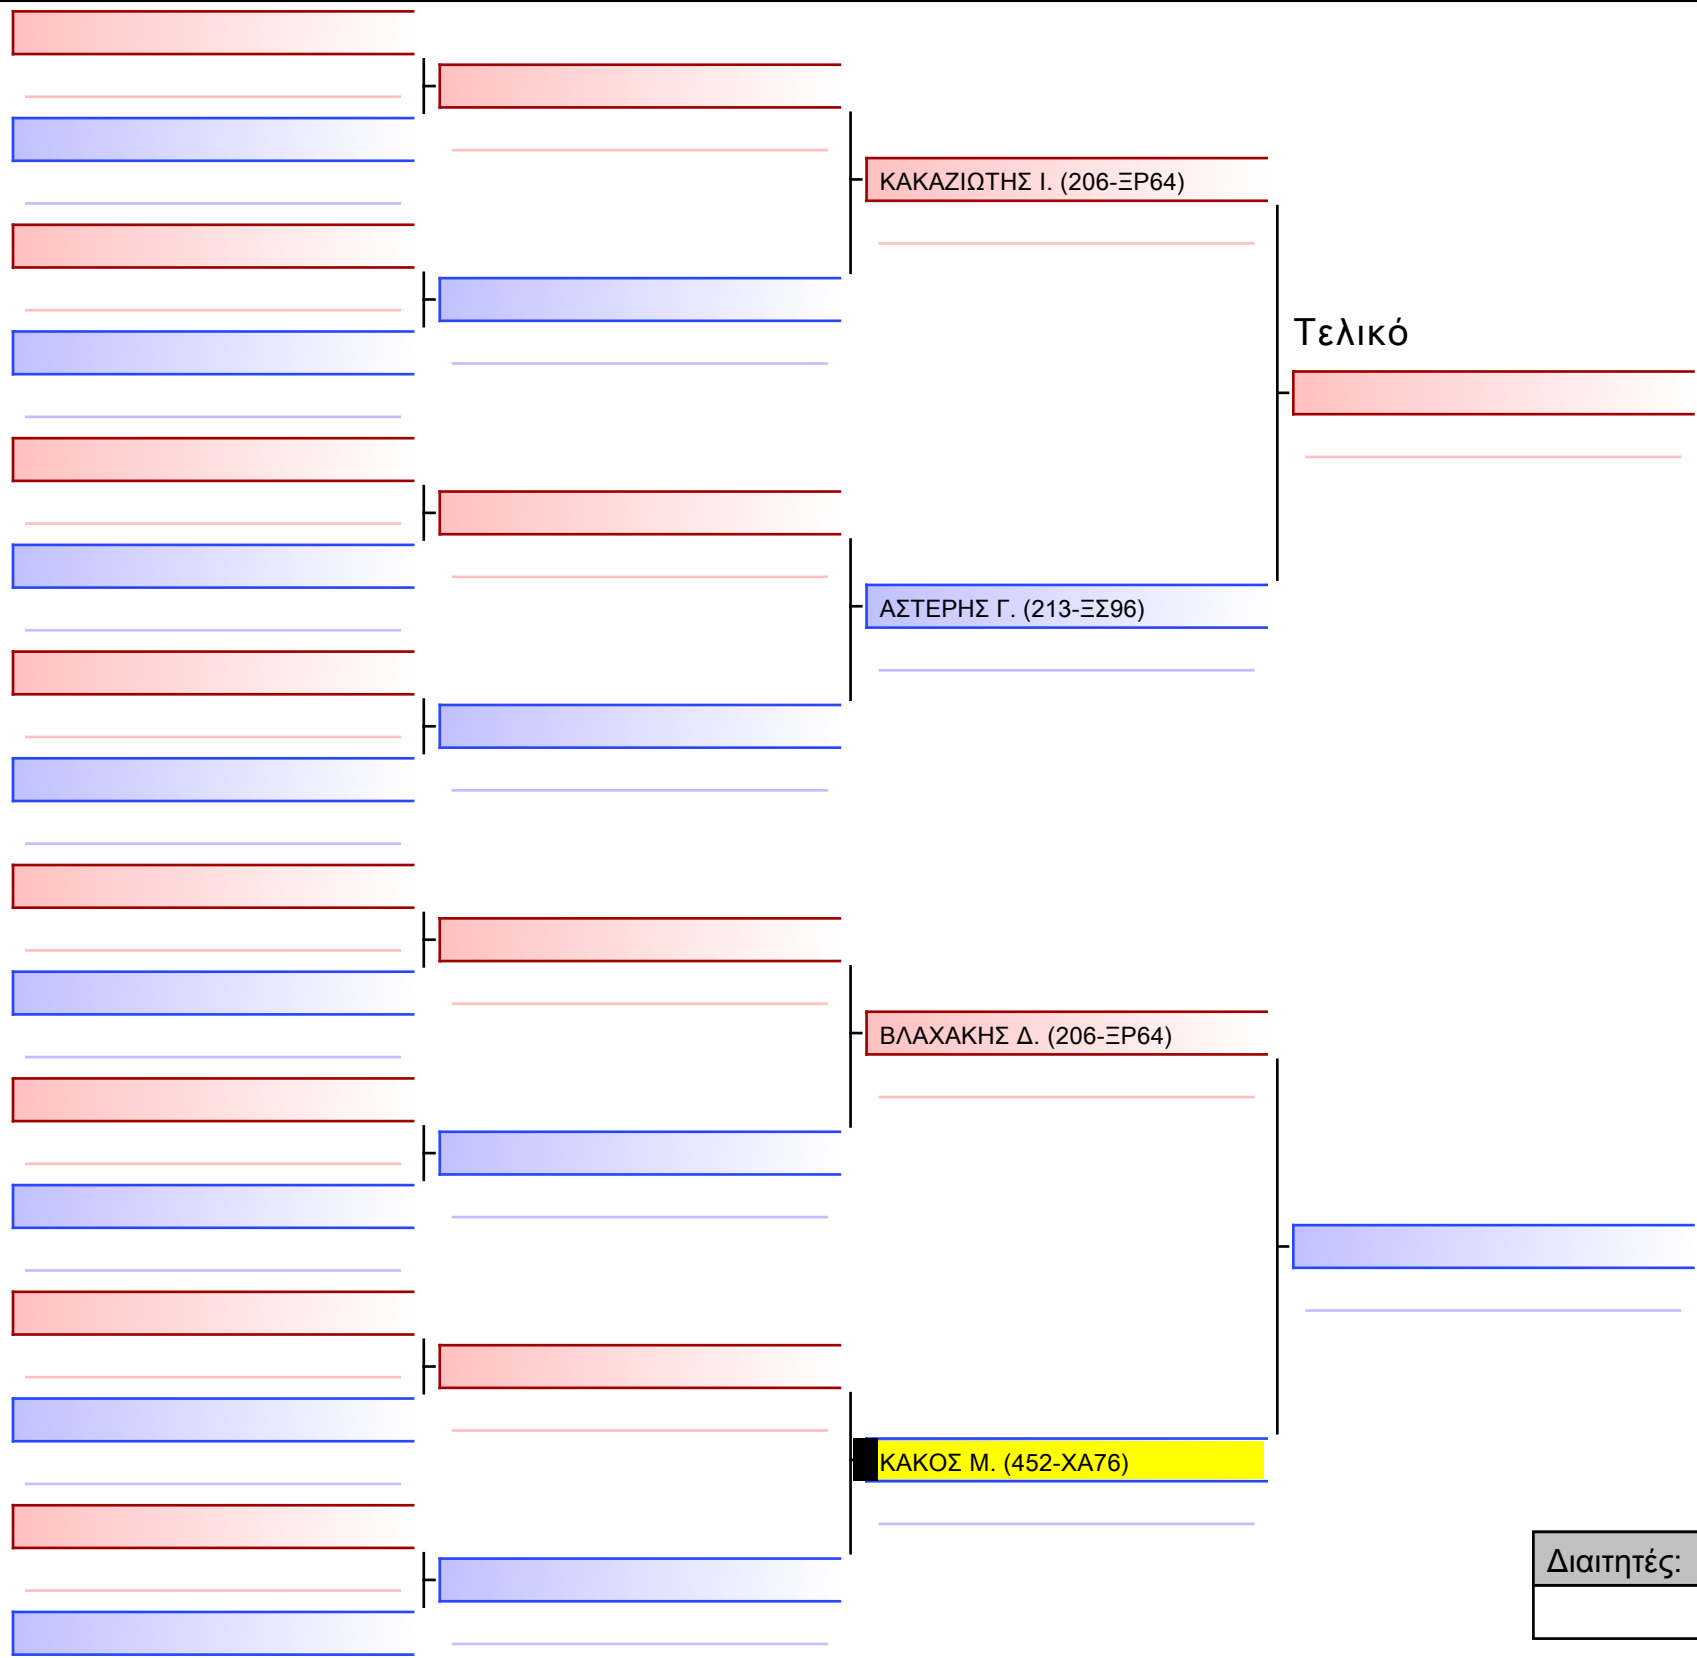 ΚΑΚΑΖΙΩΤΗΣ Ι. (206-ΞΡ64)
Τελικό
ΑΣΤΕΡΗΣ Γ. (213-ΞΣ96)
ΒΛΑΧΑΚΗΣ Δ. (206-ΞΡ64)
ΚΑΚΟΣ Μ. (452-ΧΑ76)
Διαιτητές: